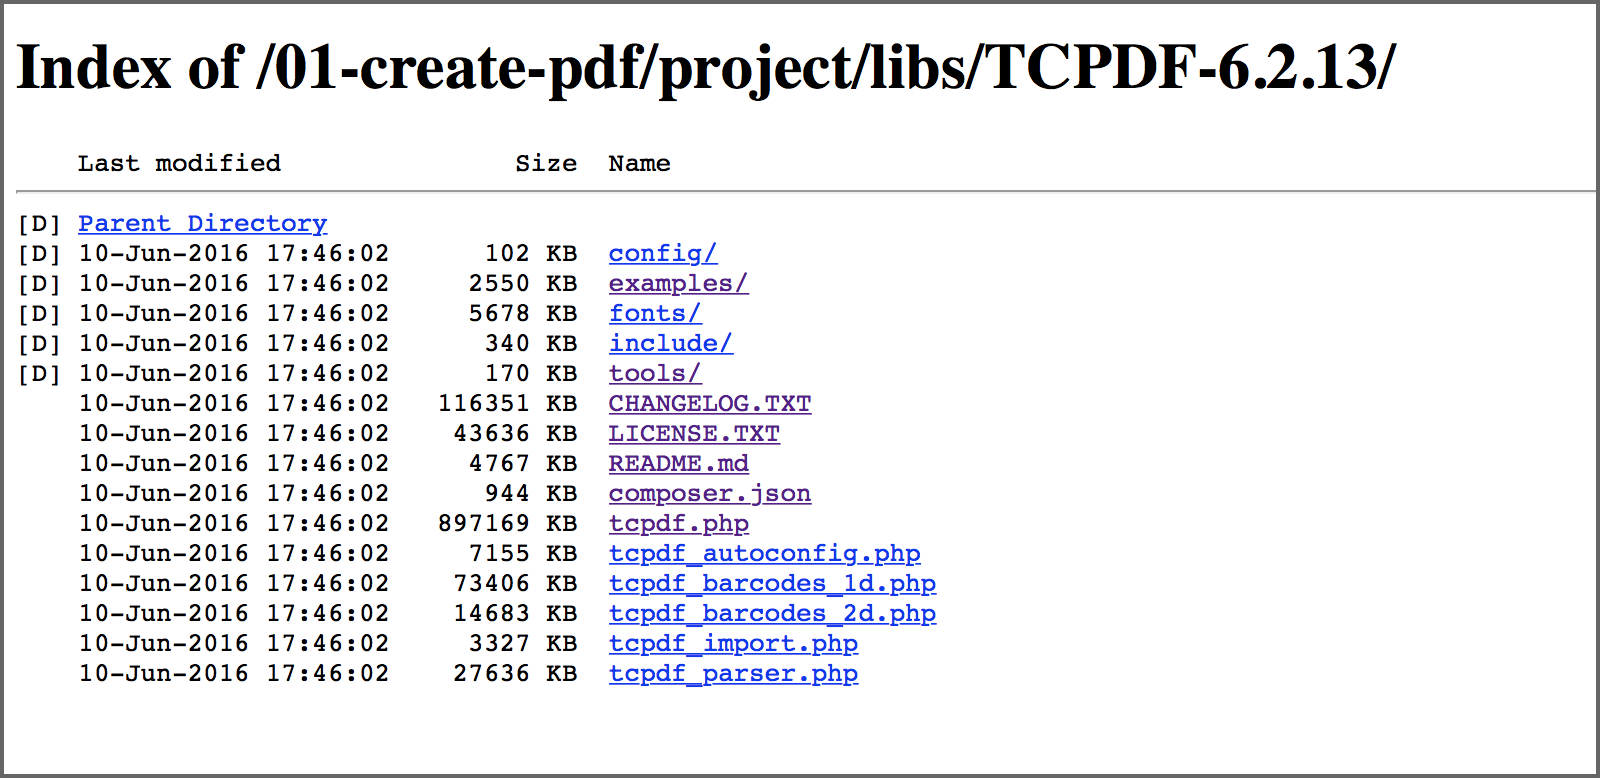 Index of /01-create-pdf/project/libs/TCPDF-6.2.13/
Last modified Size Name
[D] Parent Directory
[D] 10-Jun-2016 17:46:02 102 KB config/
[D] 10-Jun-2016 17:46:02 2550 KB examples/
[D] 10-Jun-2016 17:46:02 5678 KB fonts/
[D] 10-Jun-2016 17:46:02 340 KB include/
[D] 10-Jun-2016 17:46:02 170 KB tools/
10-Jun-2016 17:46:02 116351 KB CHANGELOG.TXT
10-Jun-2016 17:46:02 43636 KB LICENSE.TXT
10-Jun-2016 17:46:02 4767 KB README.md
10-Jun-2016 17:46:02 944 KB composer.json
10-Jun-2016 17:46:02 897169 KB tcpdf.php
10-Jun-2016 17:46:02 7155 KB tcpdf_autoconfig.php
10-Jun-2016 17:46:02 73406 KB tcpdf_barcodes_1d.php
10-Jun-2016 17:46:02 14683 KB tcpdf_barcodes_2d.php
10-Jun-2016 17:46:02 3327 KB tcpdf_import.php
10-Jun-2016 17:46:02 27636 KB tcpdf_parser.php